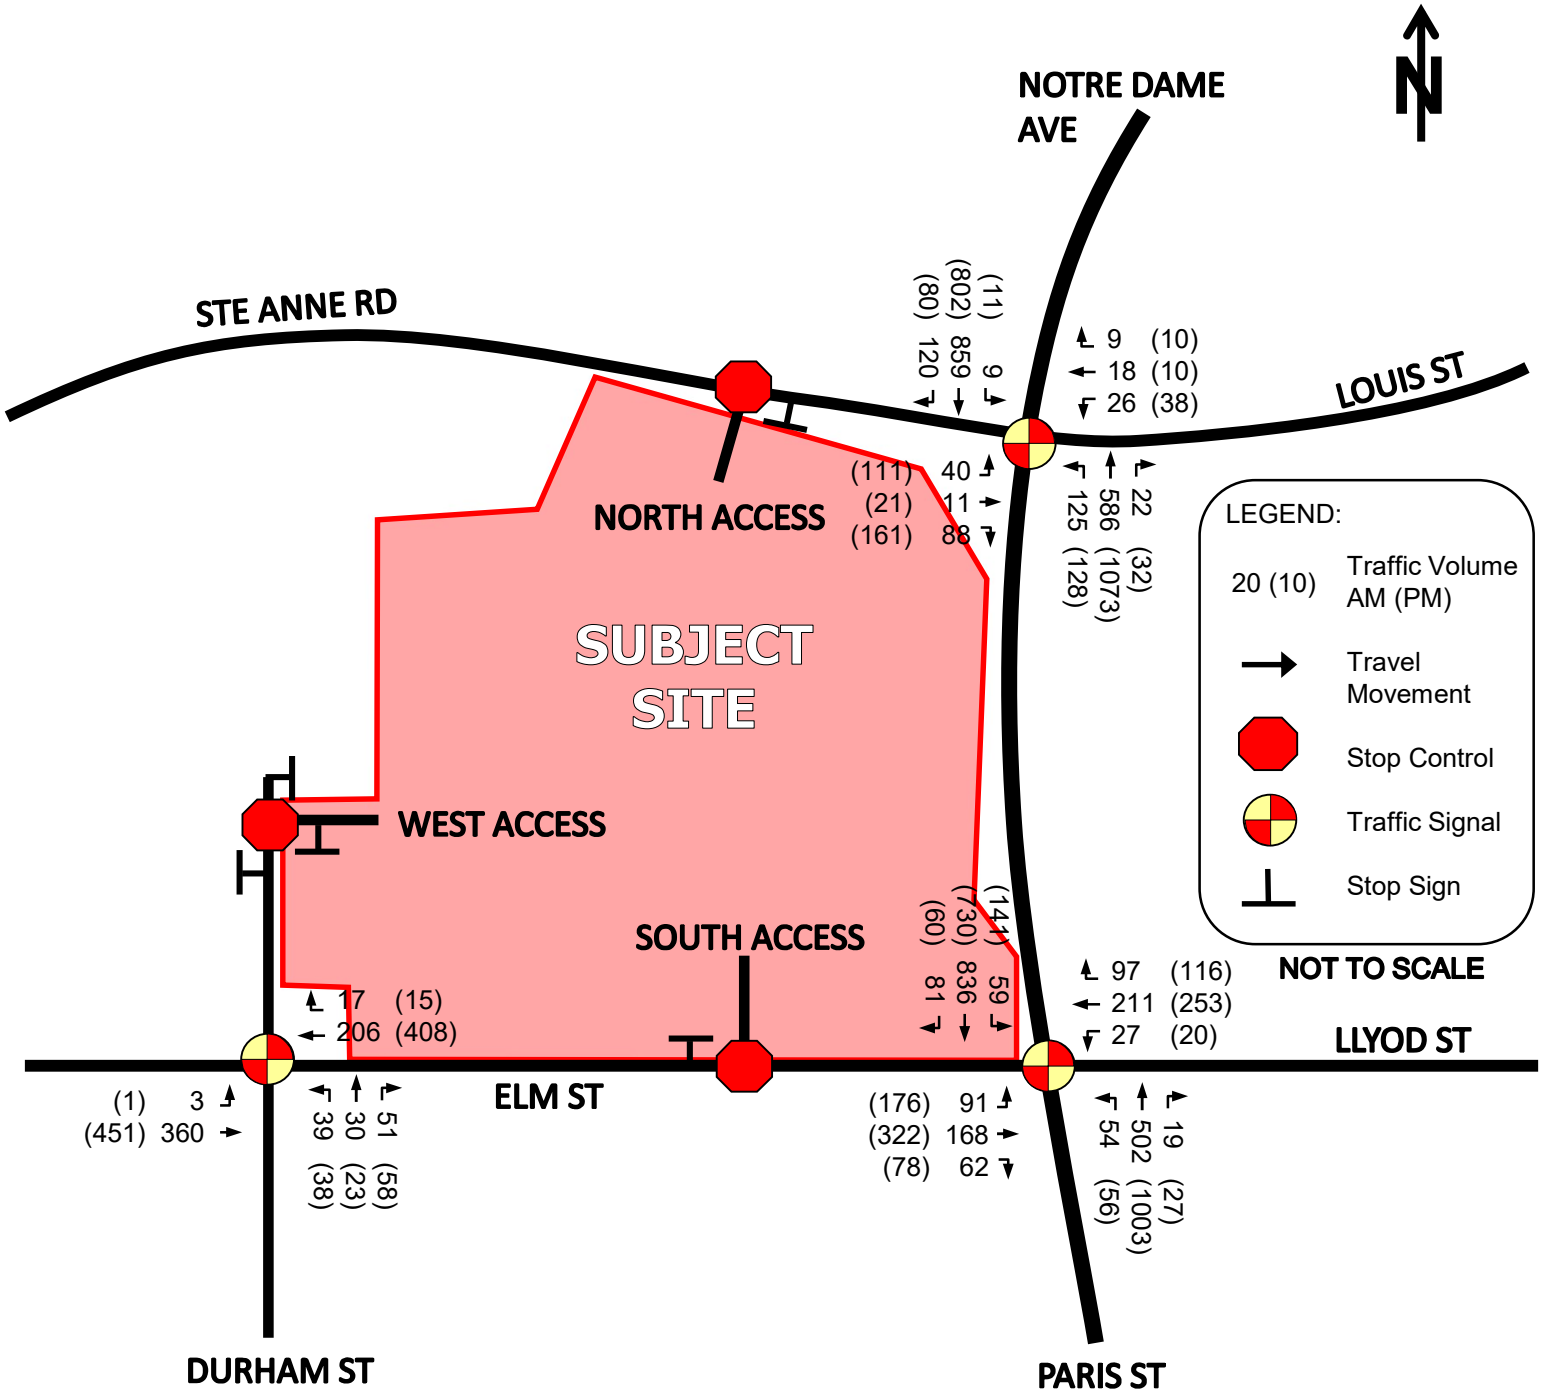 N
NOTRE DAME
AVE
STE ANNE RD
LOUIS ST
(80) 120
(802) 859
(11) 9
9 (10)
18 (10)
26 (38)
(111) 40
(21) 11
(161) 88
125 (128)
586 (1073)
22 (32)
NORTH ACCESS
SUBJECT
SITE
LEGEND:
20 (10)
Traffic Volume
AM (PM)
Travel
Movement
Stop Control
Traffic Signal
Stop Sign
NOT TO SCALE
WEST ACCESS
SOUTH ACCESS
(60) 81
(730) 836
(141) 59
97 (116)
211 (253)
27 (20)
LLYOD ST
17 (15)
206 (408)
ELM ST
(1) 3
(451) 360
39 (38)
30 (23)
51 (58)
(176) 91
(322) 168
(78) 62
54 (56)
502 (1003)
19 (27)
DURHAM ST
PARIS ST